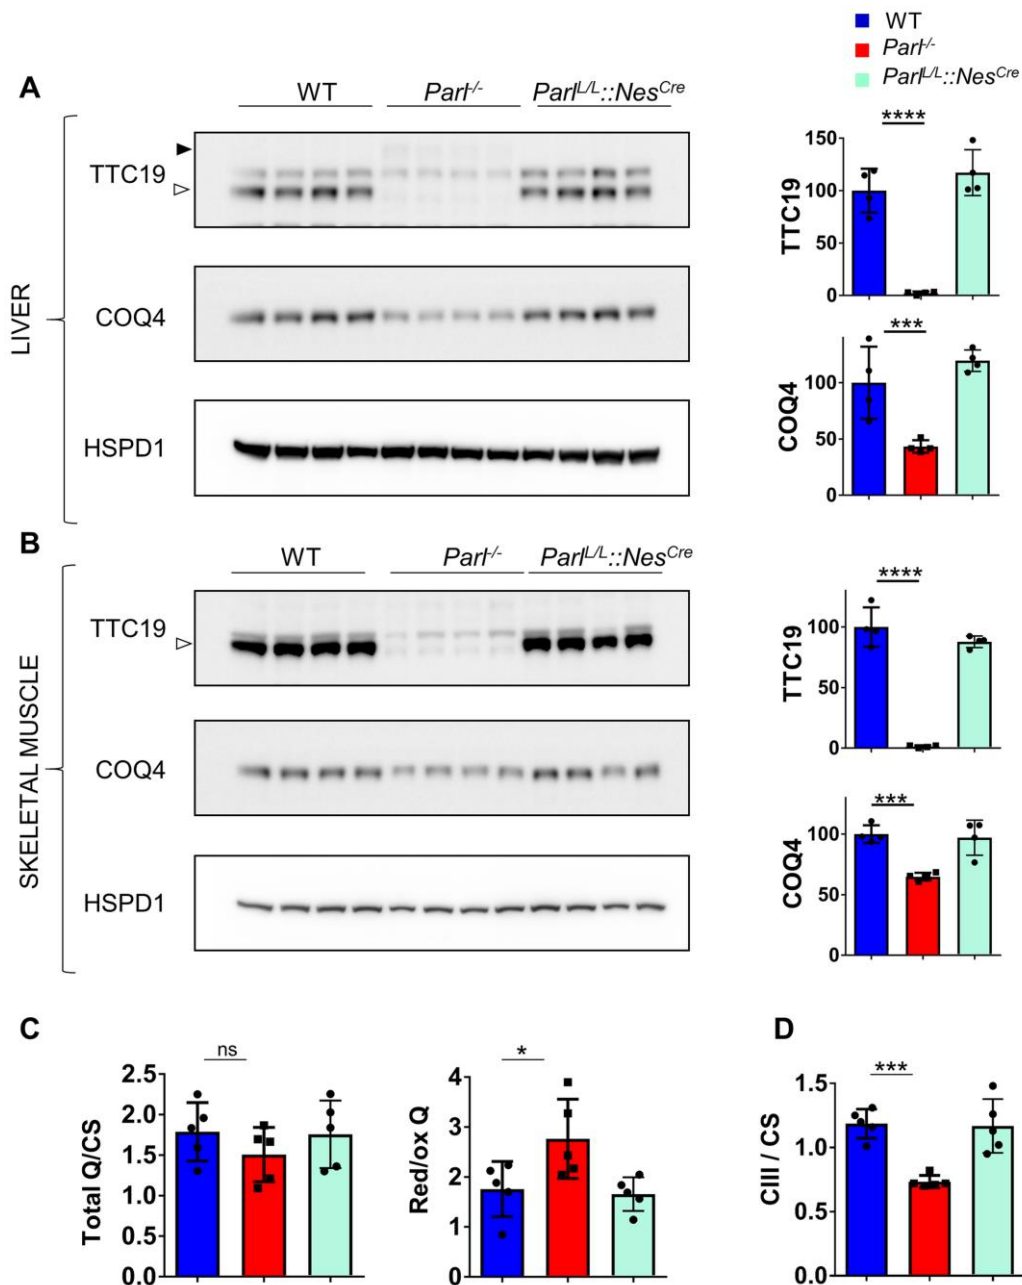 WT
Parl-/-
ParlL/L::NesCre
A
WT
Parl-/-
ParlL/L::NesCre
LIVER
TTC19
COQ4
HSPD1
****
150
100
50
0
TTC19
***
100
50
0
COQ4
B
WT
Parl-/-
ParlL/L::NesCre
SKELETAL MUSCLE
TTC19
COQ4
HSPD1
****
100
50
0
TTC19
***
100
50
0
COQ4
C
ns
2.5
2.0
1.5
1.0
0.5
0.0
Total Q/CS
*
4
3
2
1
0
Red/ox Q
D
***
1.5
1.0
0.5
0.0
CIII / CS